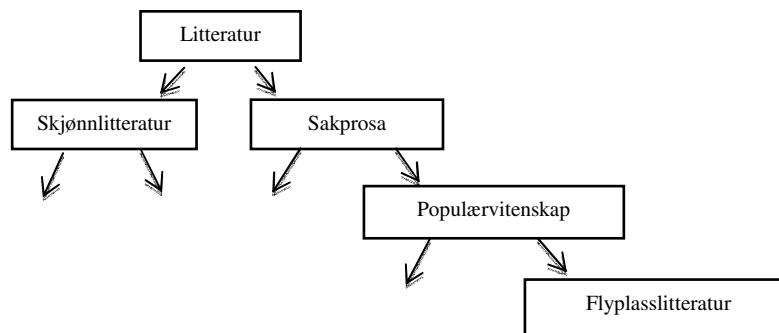 Litteratur
Skjønnlitteratur
Sakprosa
Populærvitenskap
Flyplasslitteratur